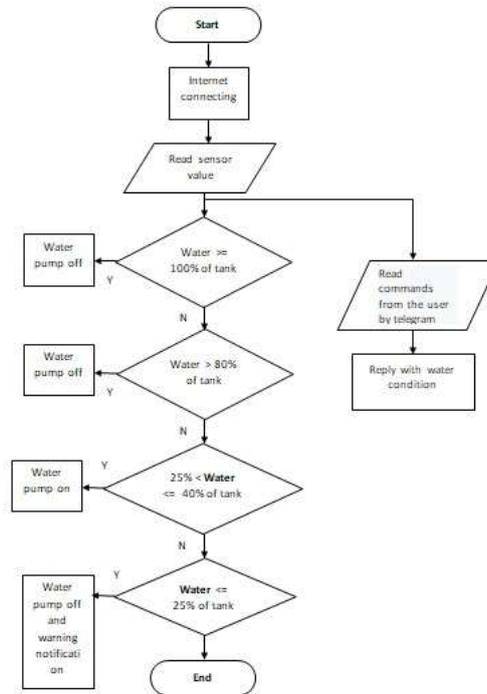 Start
Internet
connecting
Read sensor
value
Water >=
100% of tank
Water
pump off
Y
N
Read
commands
from the user
by telegram
Reply with water
condition
Water > 80%
of tank
Water
pump off
Y
N
25% < Water
<= 40% of tank
Y
Water
pump on
N
Water <=
25% of tank
Y
Water
pump off
and
warning
notificati
on
End